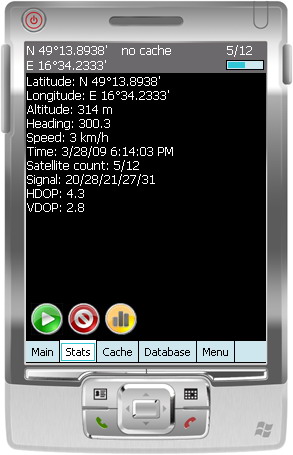 N 49°13.8938' no cache 5/12
E 16°34.2333'
Latitude: N 49°13.8938'
Longitude: E 16°34.2333'
Altitude: 314 m
Heading: 300.3
Speed: 3 km/h
Time: 3/28/09 6:14:03 PM
Satellite count: 5/12
Signal: 20/28/21/27/31
HDOP: 4.3
VDOP: 2.8
Main Stats Cache Database Menu